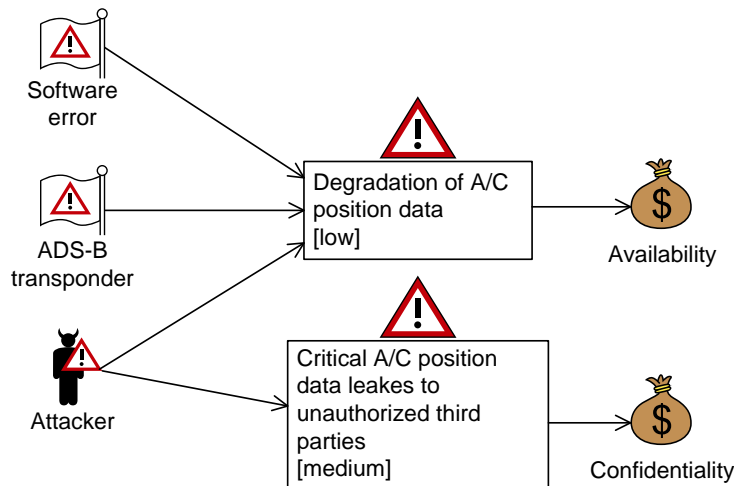 Software
error
Degradation of A/C
position data
[low]
ADS-B
transponder
$
Availability
Attacker
Critical A/C position
data leakes to
unauthorized third
parties
[medium]
$
Confidentiality